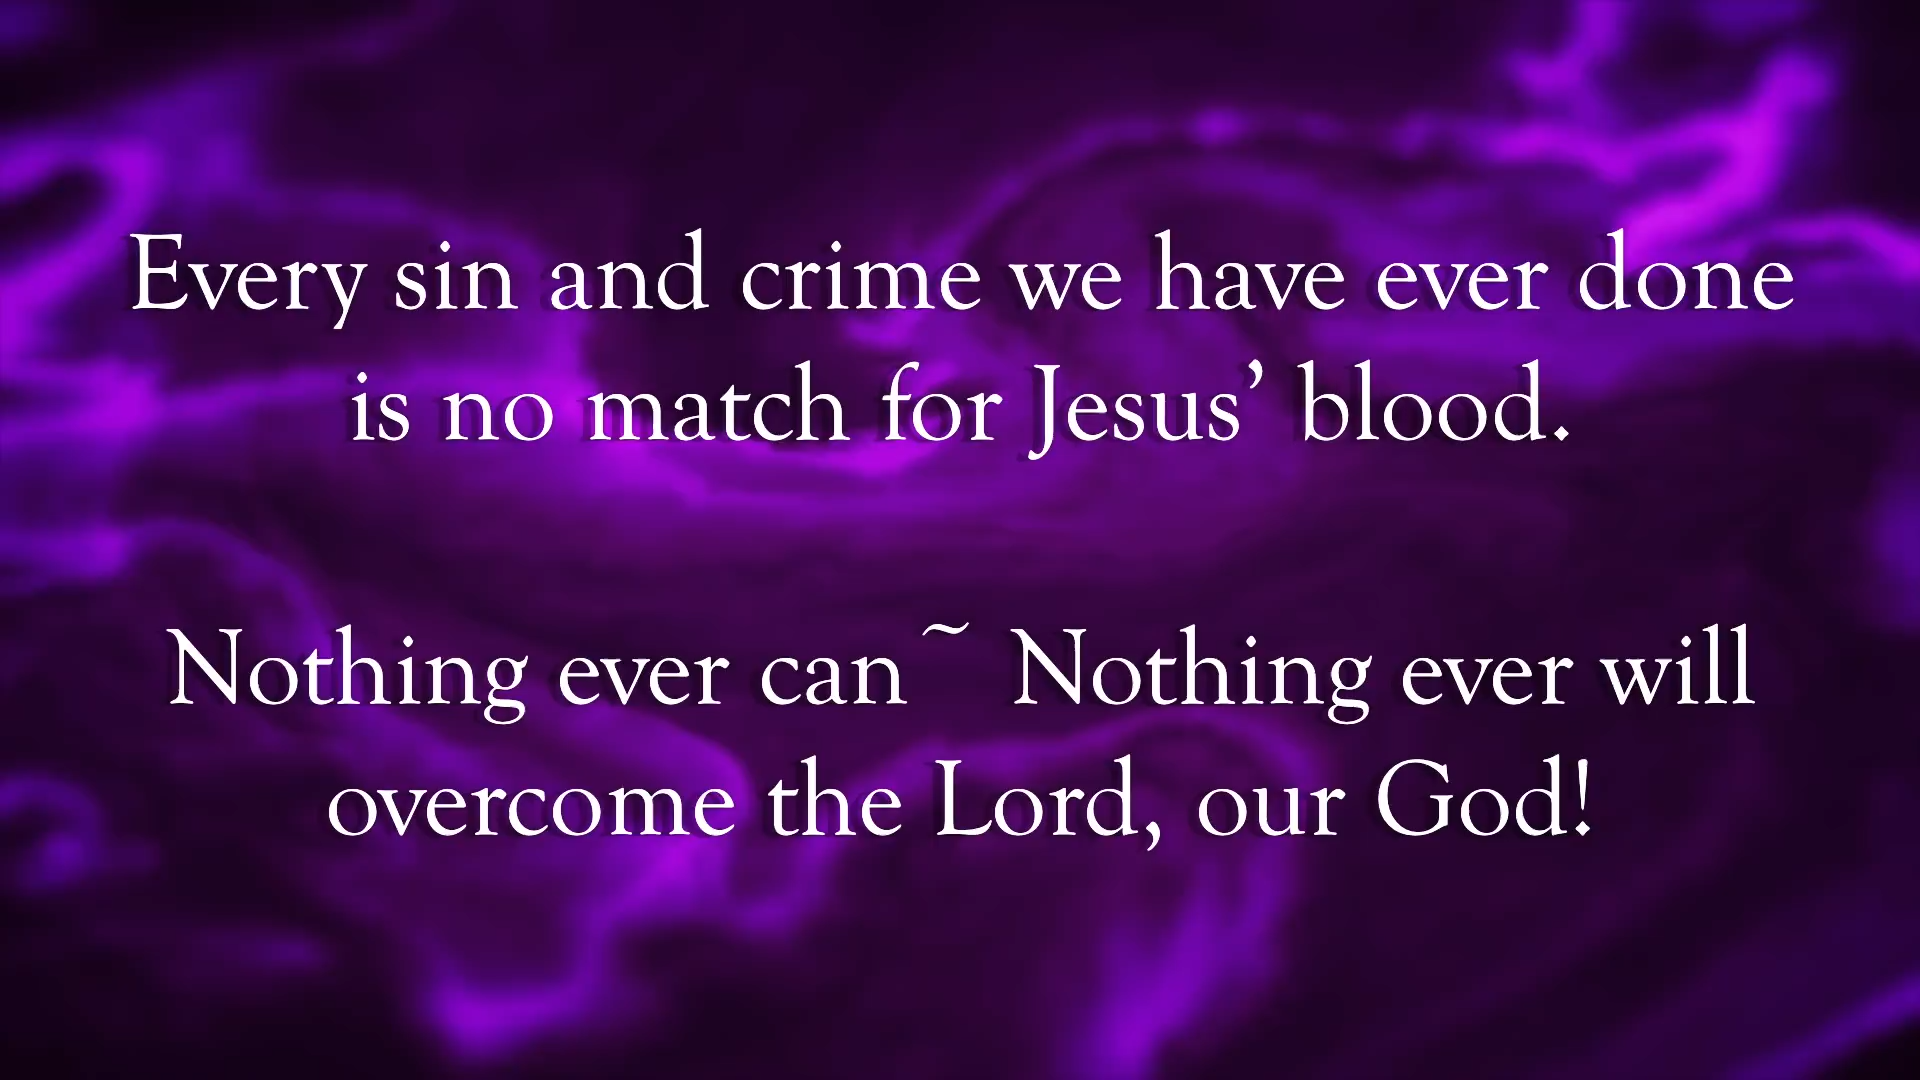 Every sin and crime we have ever done
is no match for Jesus’ blood.
Nothing ever can ~ Nothing ever will
overcome the Lord, our God!